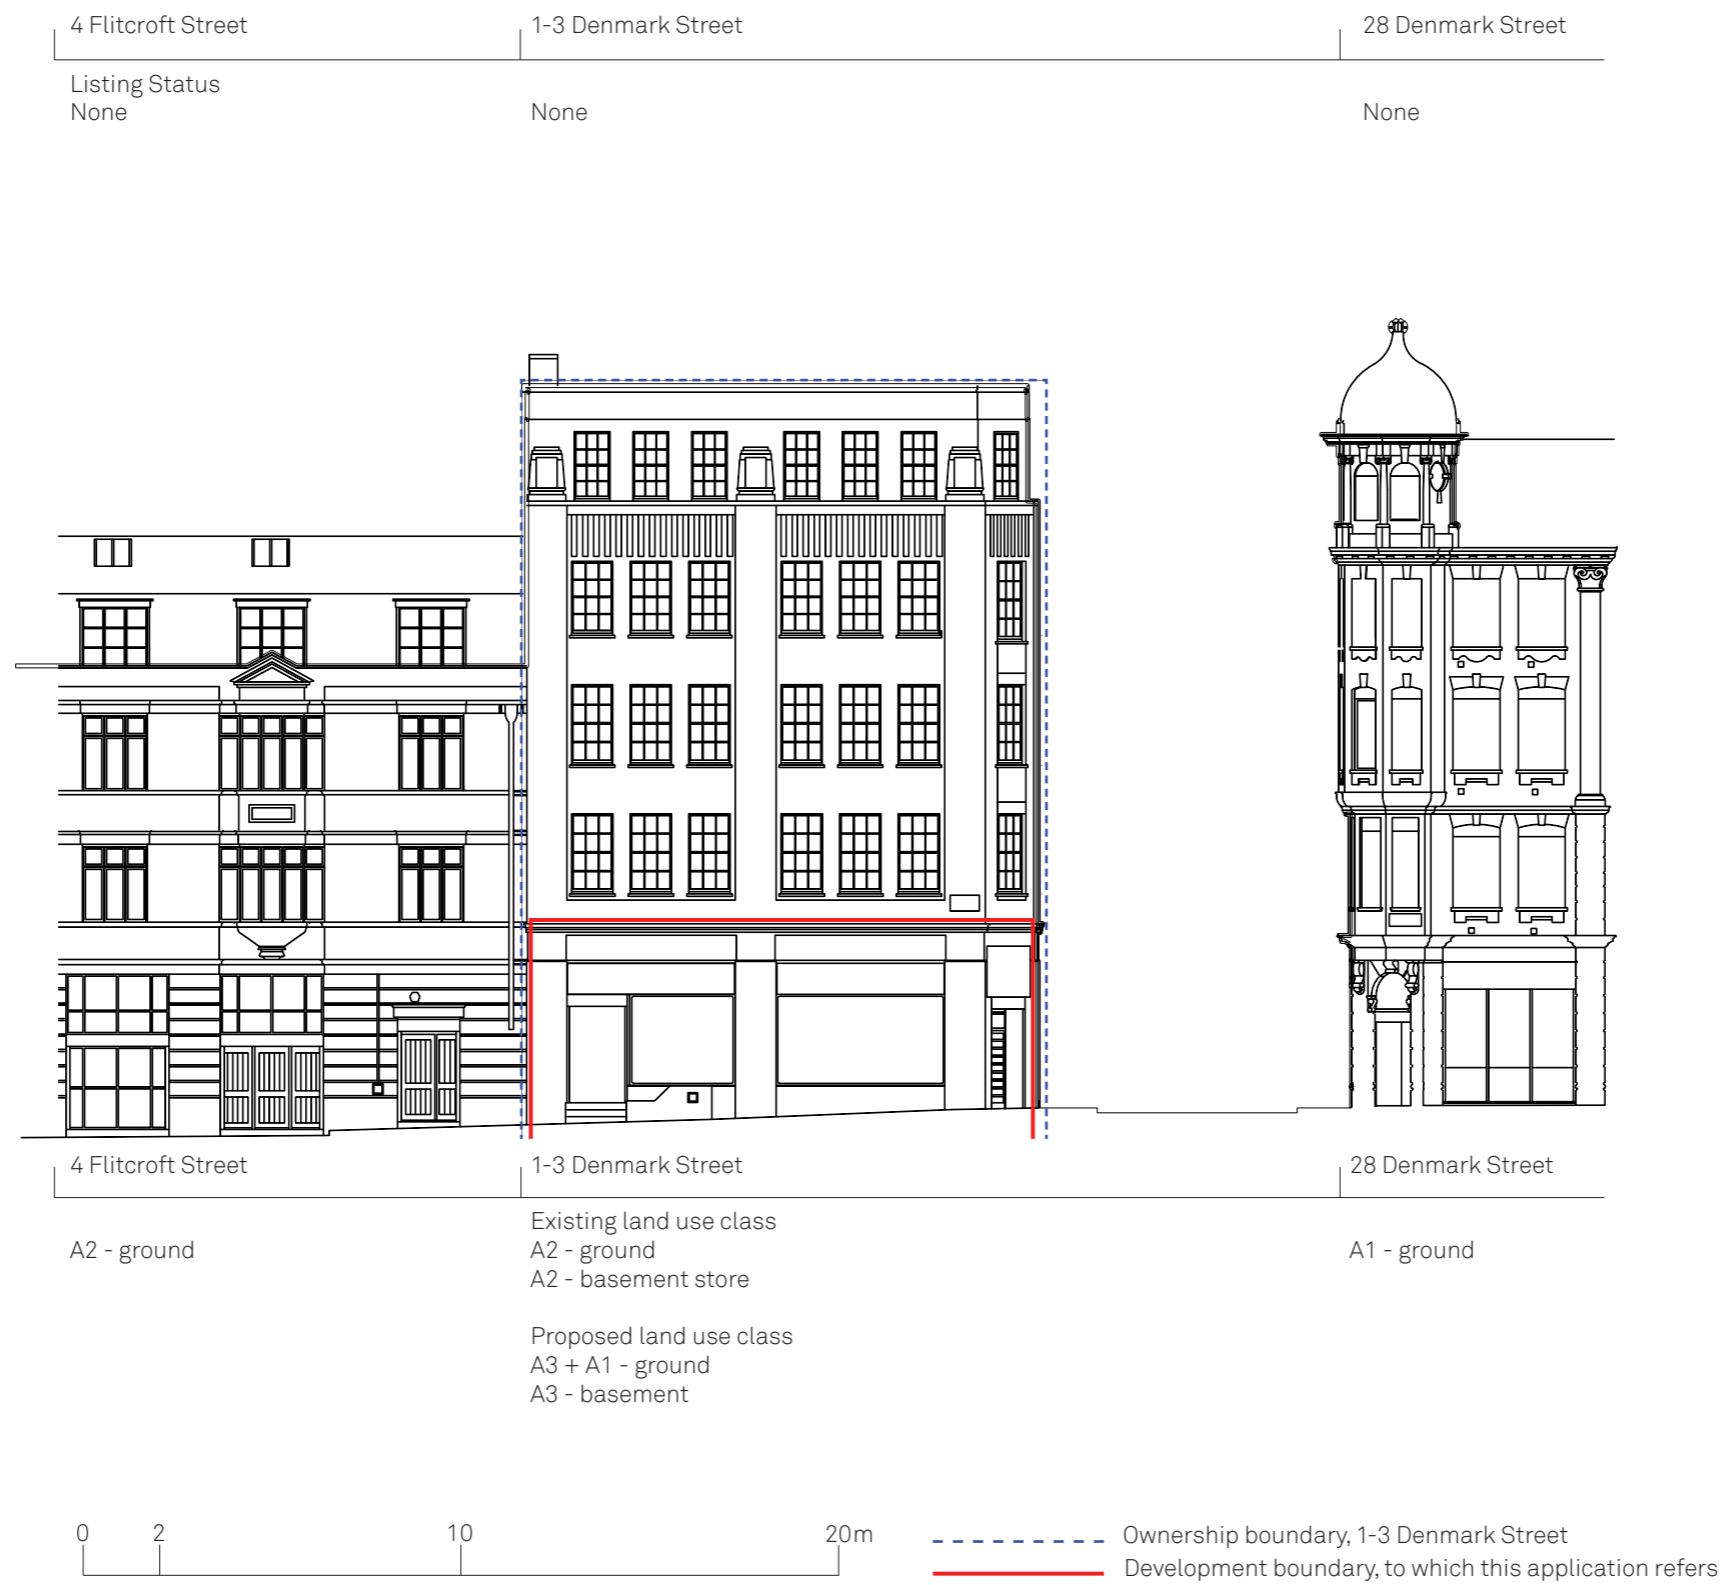 4 Flitcroft Street
1-3 Denmark Street
28 Denmark Street
Listing Status
None
None
None
4 Flitcroft Street
1-3 Denmark Street
28 Denmark Street
Existing land use class
A2 - ground
A2 - ground
A1 - ground
A2 - basement store
Proposed land use class
A3 + A1 - ground
A3 - basement
0 2 10 20m
Ownership boundary, 1-3 Denmark Street
Development boundary, to which this application refers